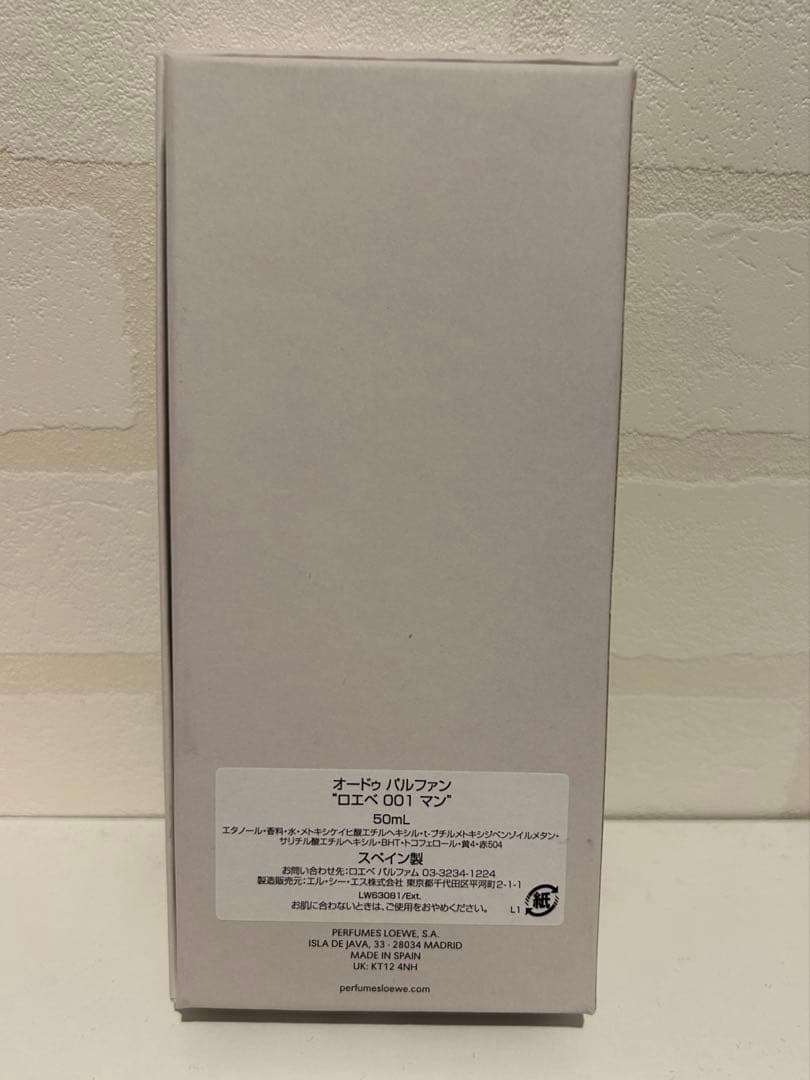 オードゥ パルファン
“ロエベ 001 マン”
50mL
エタノール・香料・水・メトキシケイヒ酸エチルヘキシル・t-ブチルメトキシジベンゾイルメタン・
サリチル酸エチルヘキシル・BHT・トコフェロール・黄4・赤504
スペイン製
お問い合わせ先：ロエベ パルファム 03-3234-1224
製造販売元：エル・シー・エス株式会社 東京都千代田区平河町2-1-1
LW63081/Ext.
お肌に合わないときは、ご使用をおやめください。
L1
紙
PERFUMES LOEWE, S.A.
ISLA DE JAVA, 33 - 28034 MADRID
MADE IN SPAIN
UK: KT12 4NH
perfumesloewe.com